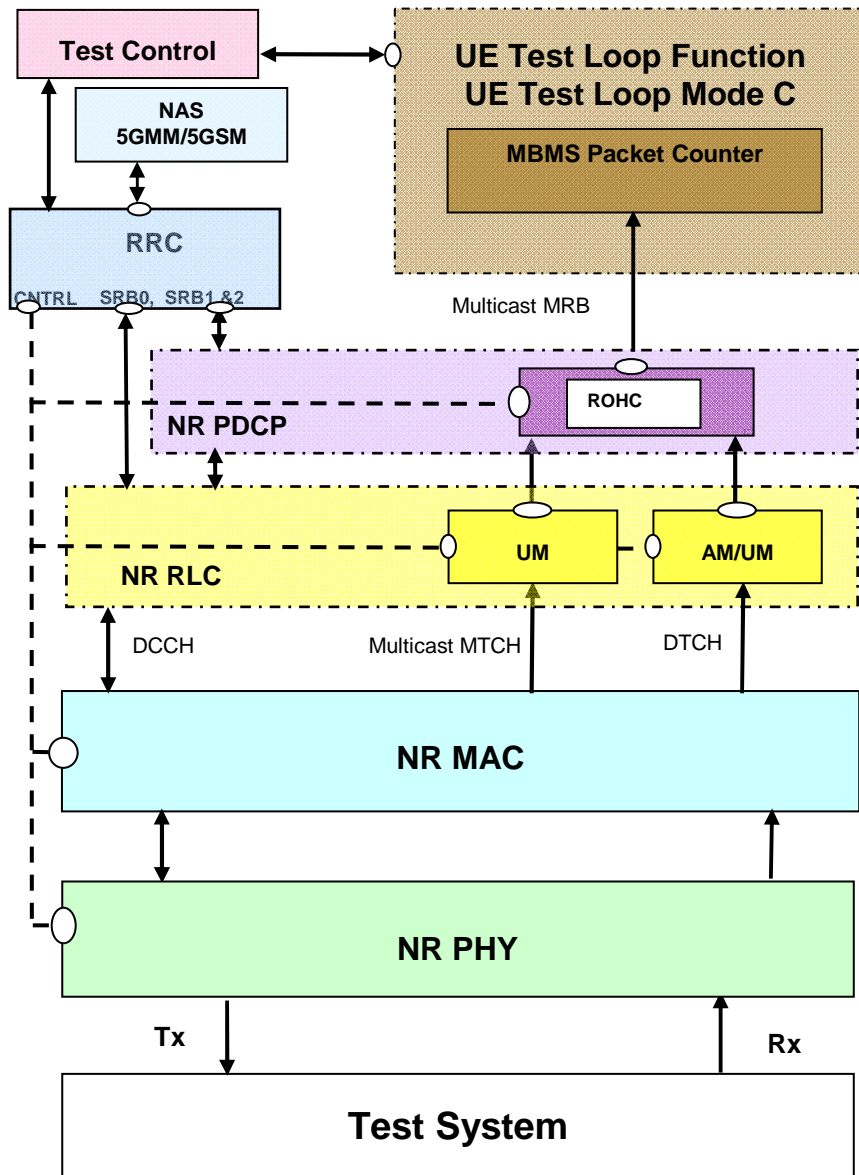 Test Control
UE Test Loop Function
UE Test Loop Mode C
NAS
5GMM/5GSM
MBMS Packet Counter
RRC
CNTRL SRB0, SRB1 &2
Multicast MRB
ROHC
NR PDCP
UM
AM/UM
NR RLC
DCCH
Multicast MTCH
DTCH
NR MAC
NR PHY
Tx
Rx
Test System